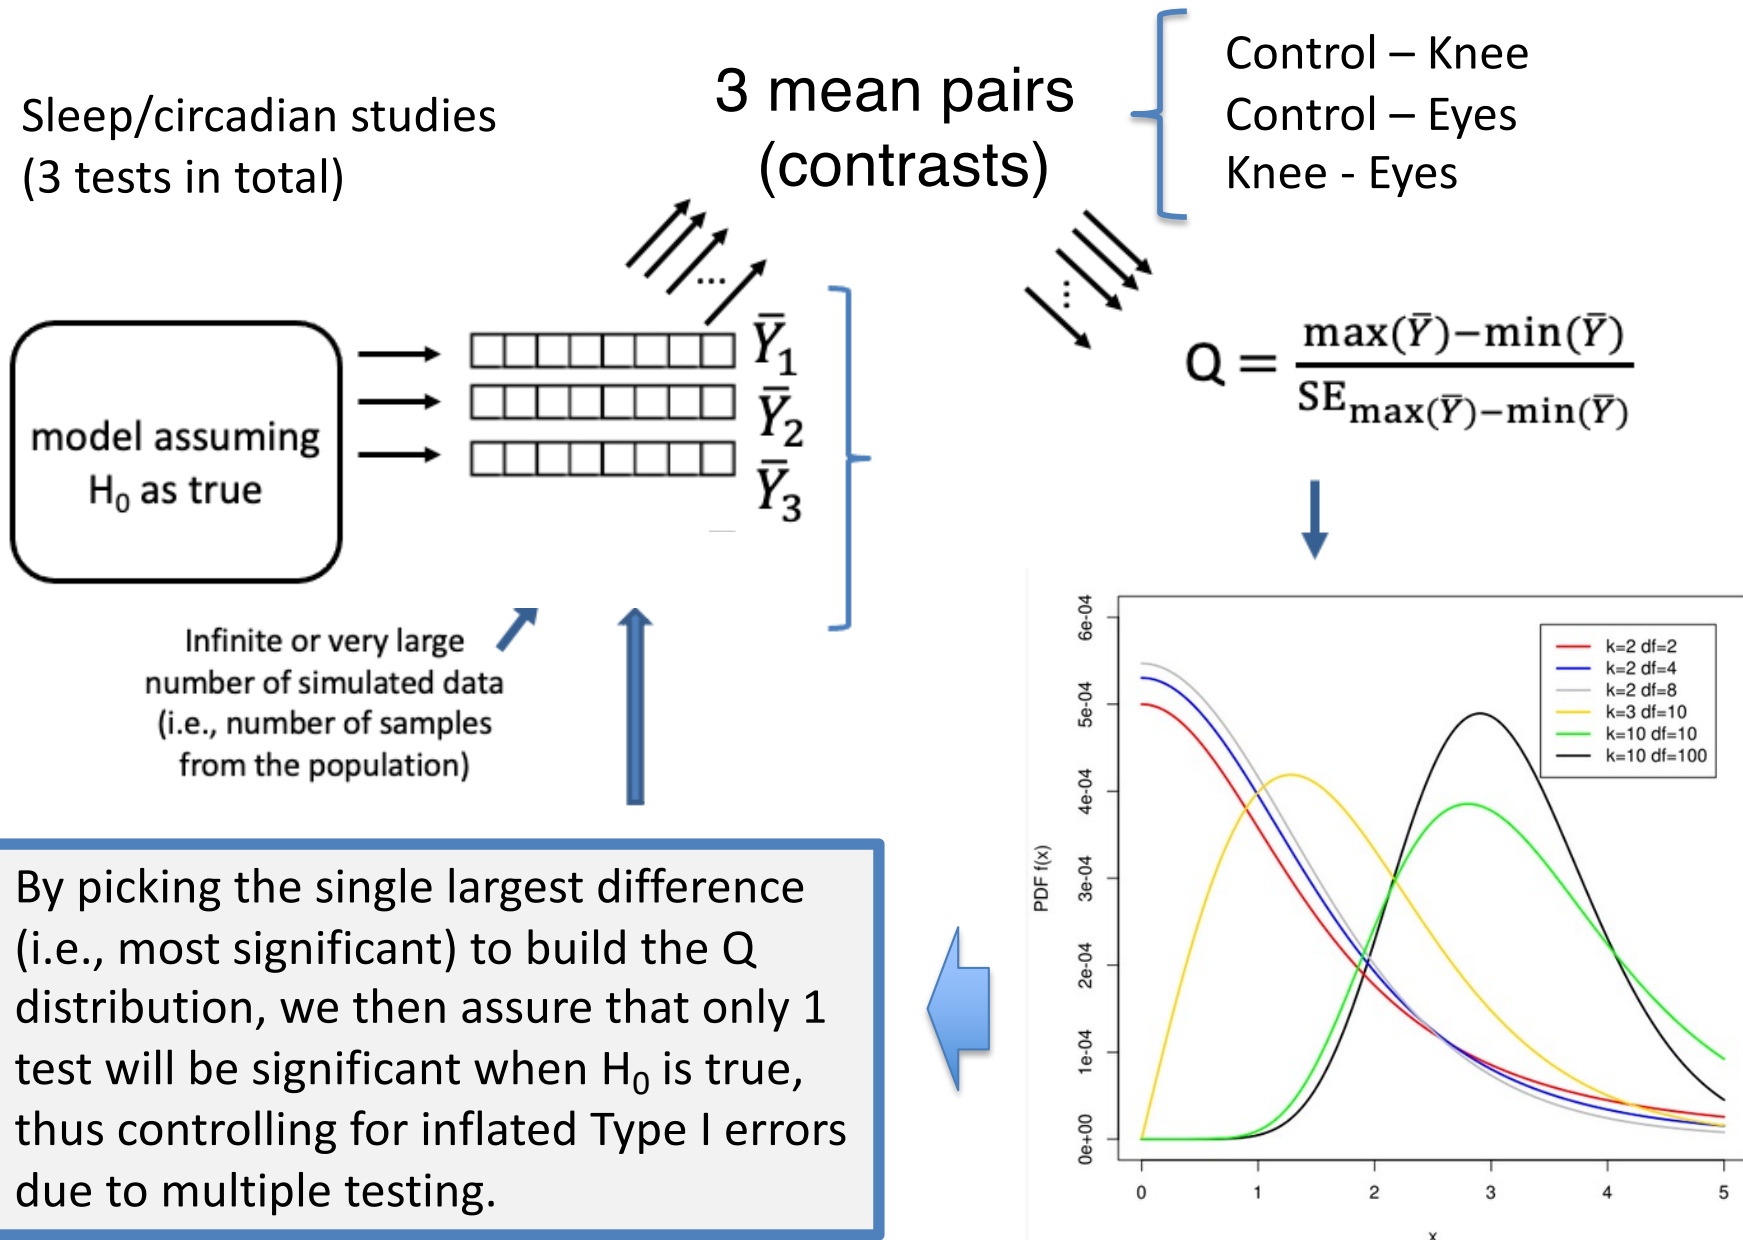 Sleep/circadian studies
(3 tests in total)
3 mean pairs
(contrasts)
Control – Knee
Control – Eyes
Knee - Eyes
model assuming
H₀ as true
...
Ȳ₁
Ȳ₂
Ȳ₃
...
Q = max(Ȳ)−min(Ȳ) / SE max(Ȳ)−min(Ȳ)
Infinite or very large
number of simulated data
(i.e., number of samples
from the population)
By picking the single largest difference
(i.e., most significant) to build the Q
distribution, we then assure that only 1
test will be significant when H₀ is true,
thus controlling for inflated Type I errors
due to multiple testing.
k=2 df=2
k=2 df=4
k=2 df=8
k=3 df=10
k=10 df=10
k=10 df=100
PDF f(x)
6e-04
5e-04
4e-04
3e-04
2e-04
1e-04
0e+00
0 1 2 3 4 5
x